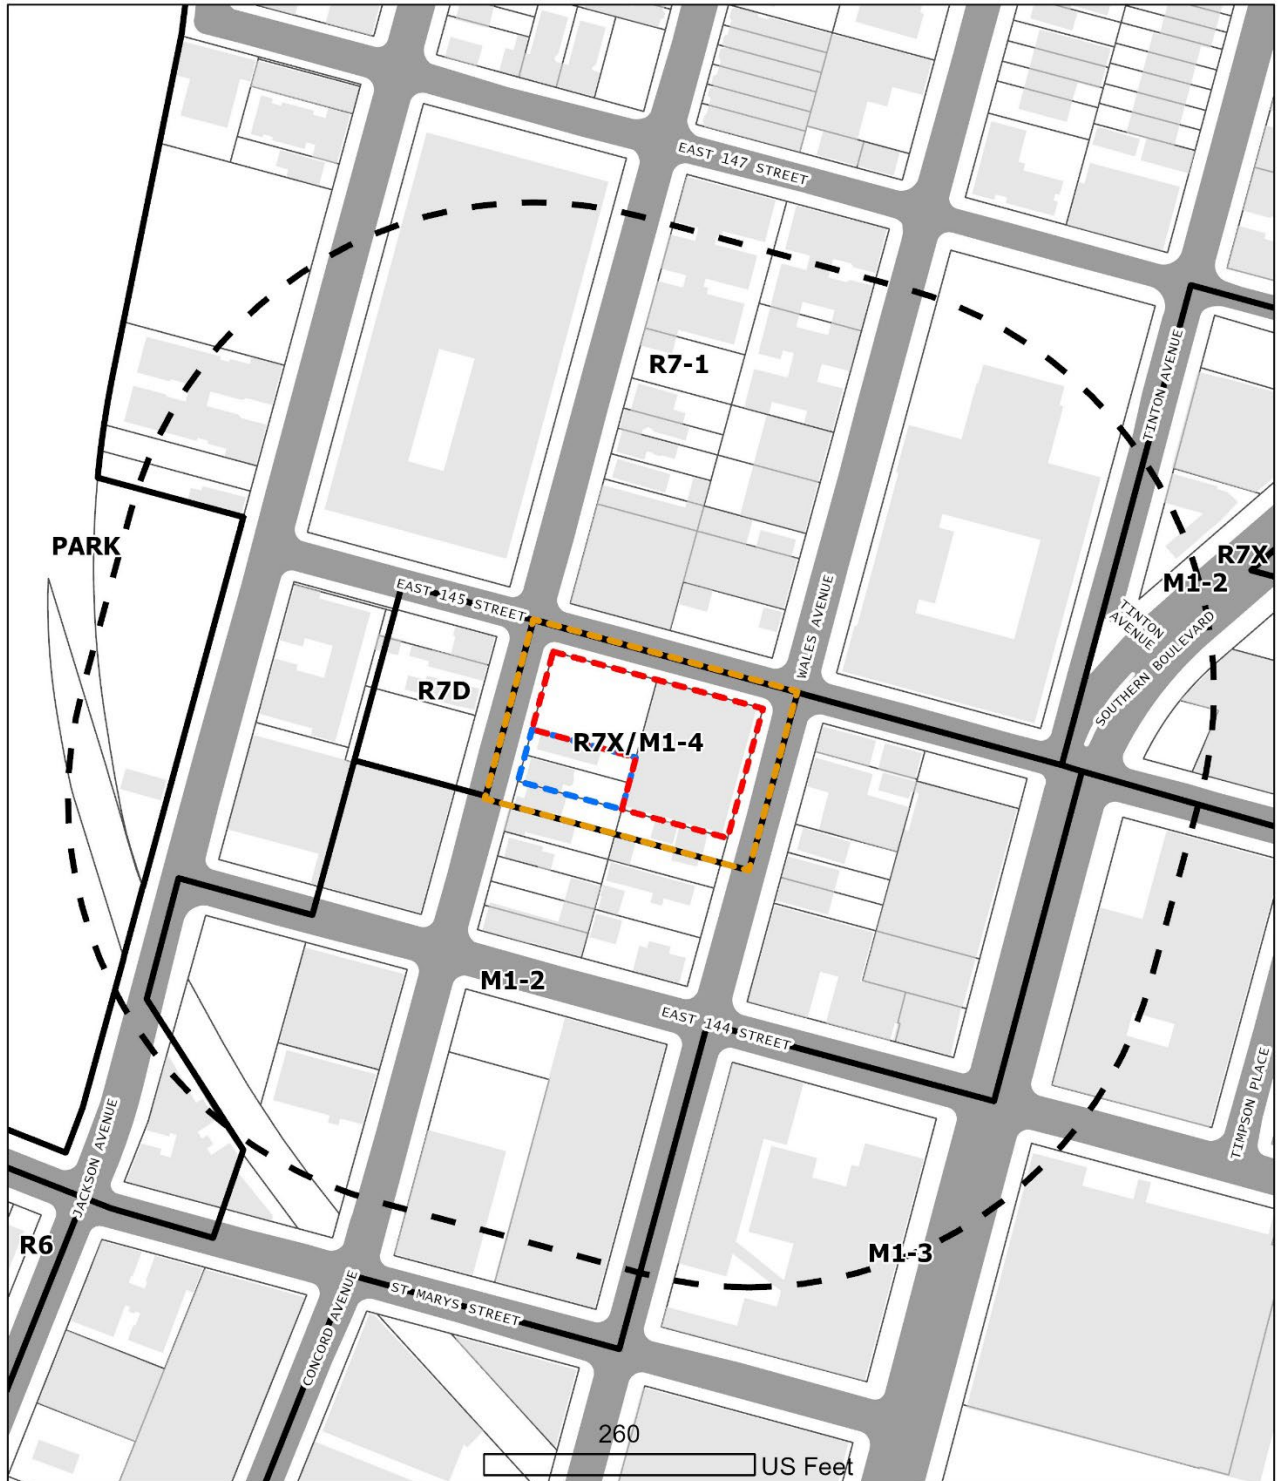 EAST 147 STREET
R7-1
TINTON AVENUE
PARK
R7X
M1-2
EAST 145 STREET
WALES AVENUE
TINTON
AVENUE
SOUTHERN BOULEVARD
R7D
R7X/M1-4
M1-2
EAST 144 STREET
JACKSON AVENUE
TIMPSON PLACE
R6
M1-3
CONCORD AVENUE
ST MARYS STREET
260
US Feet